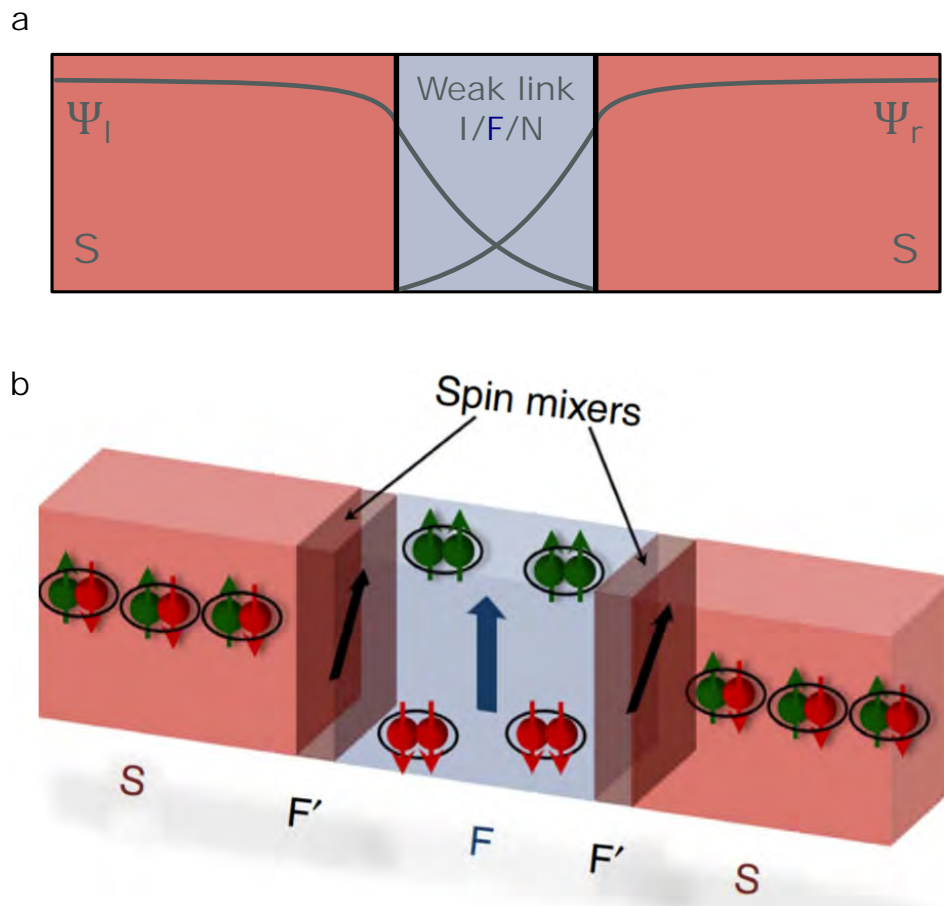 a
Weak link
I/F/N
Ψl
Ψr
S
S
b
Spin mixers
S
F′
F
F′
S